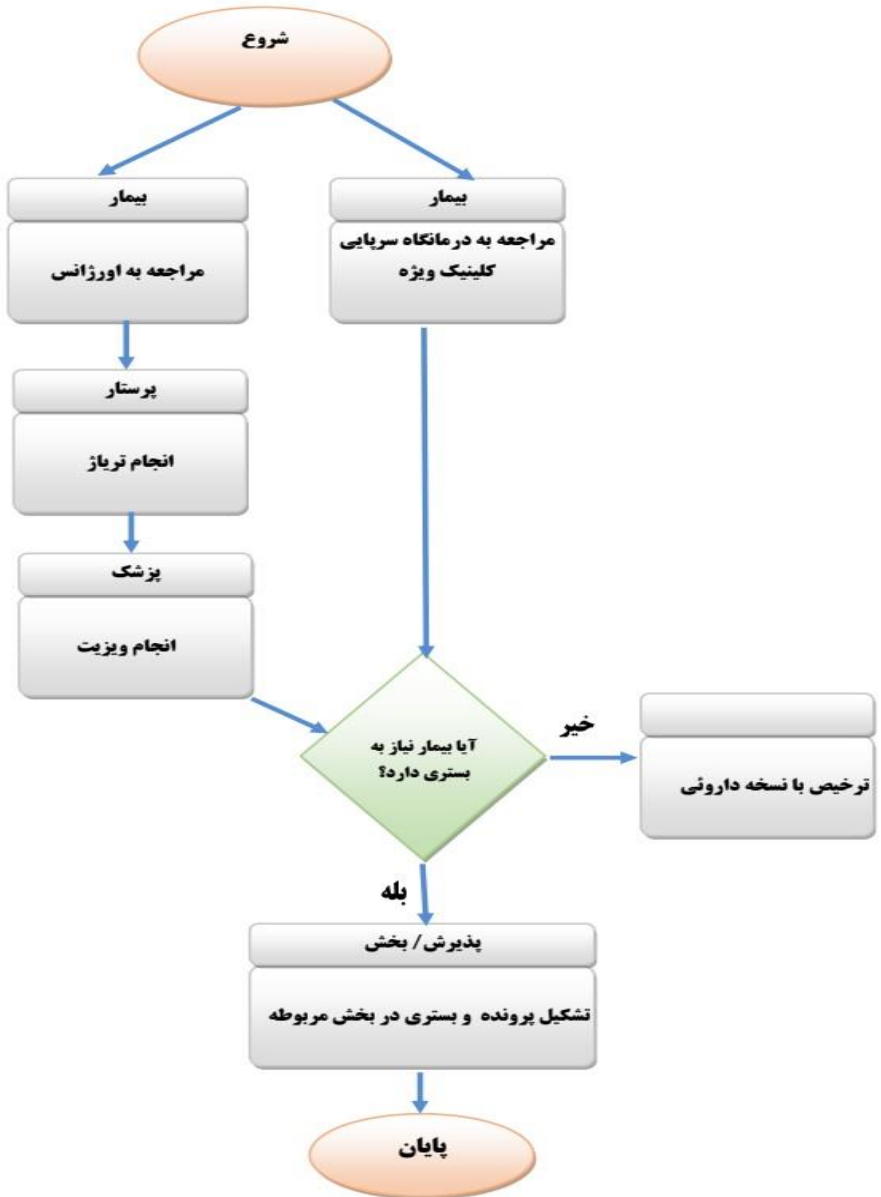 شروع
بیمار
مراجعه به اورژانس
بیمار
مراجعه به درمانگاه سرپایی
کلینیک ویژه
پرستار
انجام تریاژ
پزشک
انجام ویزیت
آیا بیمار نیاز به
بستری دارد؟
خیر
ترخیص با نسخه داروئی
بله
پذیرش/ بخش
تشکیل پرونده و بستری در بخش مربوطه
پایان